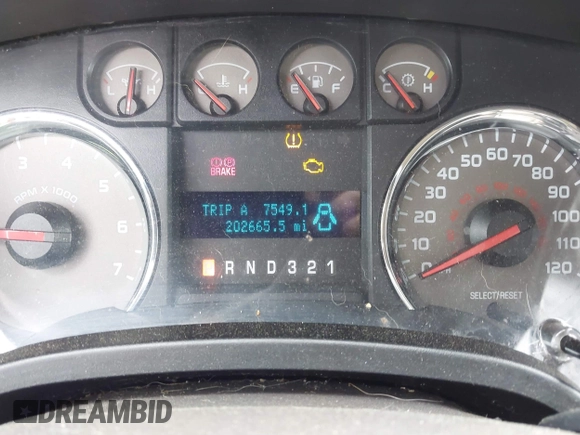 L H
C H
E F
C H
BRAKE
TRIP A 7549.1
202665.5 mi
R N D 3 2 1
3 4 5 6 7
RPM X 1000
0 10 20 30 40 50 60 70 80 90 100 110 120
SELECT/RESET
DREAMBID